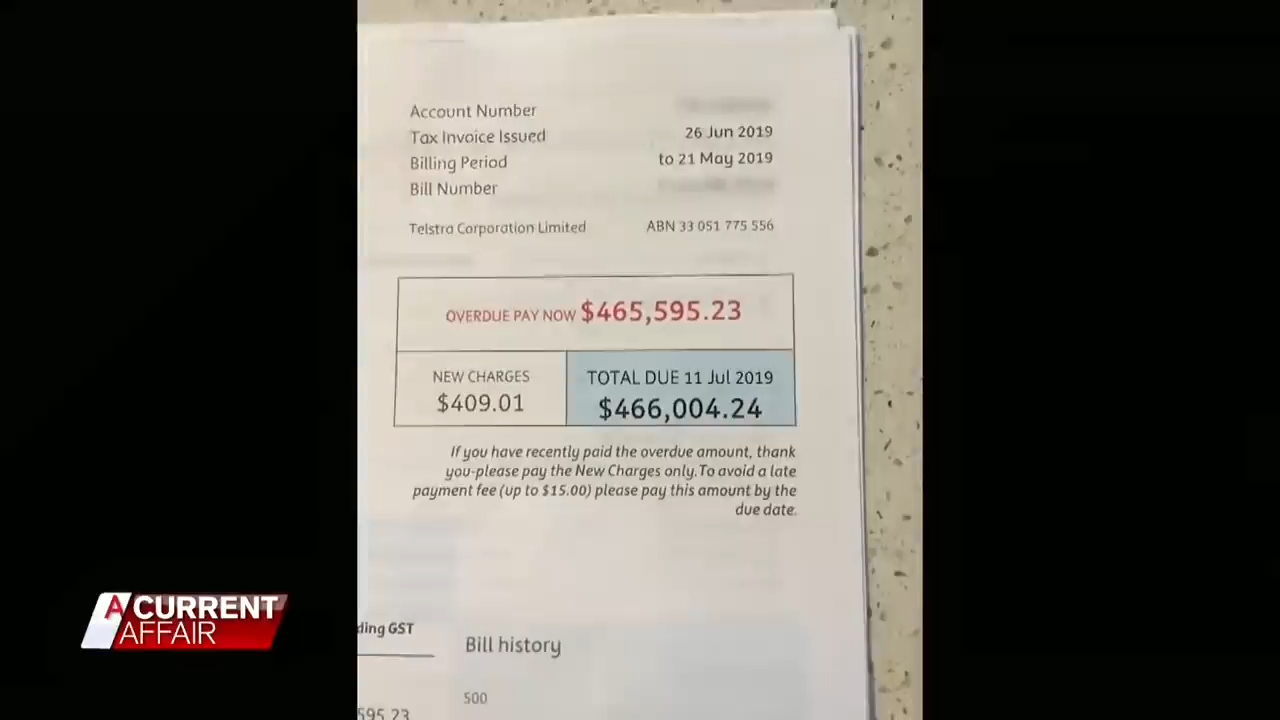 Account Number
Tax Invoice Issued 26 Jun 2019
Billing Period to 21 May 2019
Bill Number
Telstra Corporation Limited ABN 33 051 775 556
OVERDUE PAY NOW $465,595.23
NEW CHARGES
$409.01
TOTAL DUE 11 Jul 2019
$466,004.24
If you have recently paid the overdue amount, thank
you-please pay the New Charges only. To avoid a late
payment fee (up to $15.00) please pay this amount by the
due date.
A CURRENT
AFFAIR
ding GST
Bill history
500
595.23